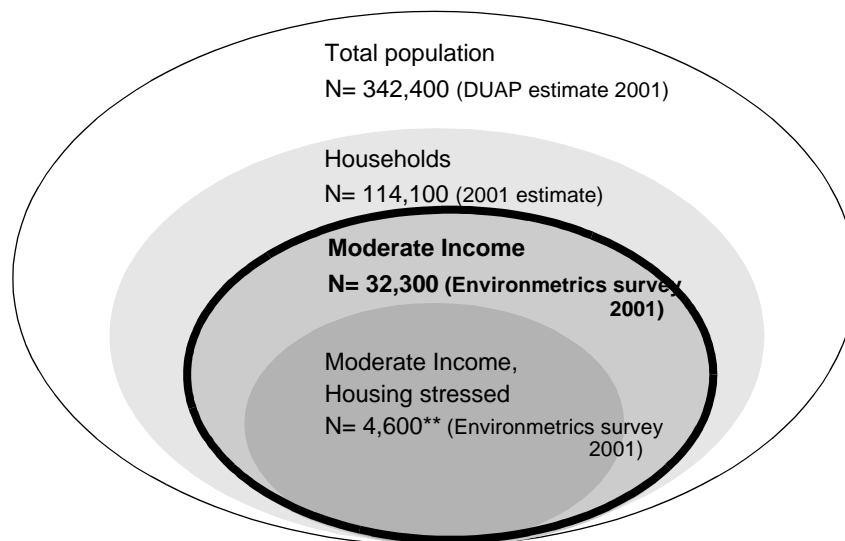 Total population
N= 342,400 (DUAP estimate 2001)
Households
N= 114,100 (2001 estimate)
Moderate Income
N= 32,300 (Environmetrics survey
2001)
Moderate Income,
Housing stressed
N= 4,600** (Environmetrics survey
2001)